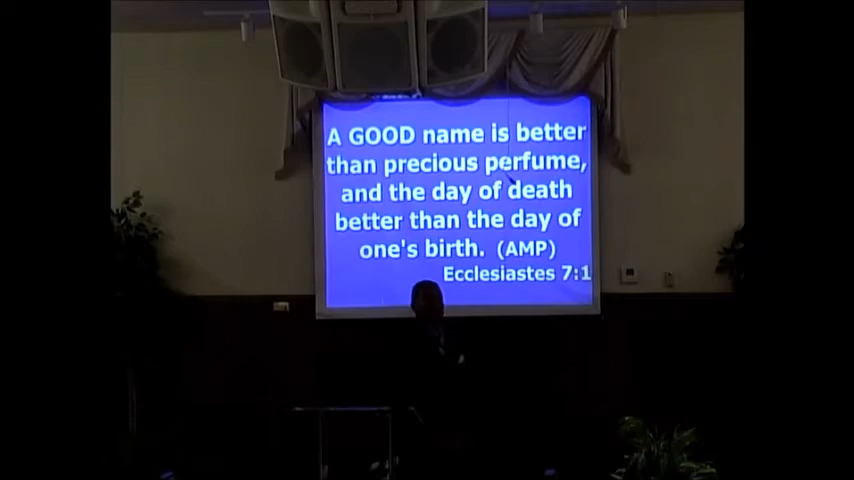 A GOOD name is better
than precious perfume,
and the day of death
better than the day of
one's birth. (AMP)
Ecclesiastes 7:1